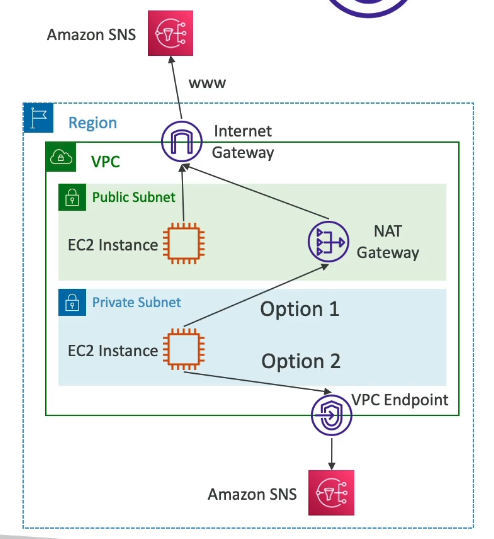 Amazon SNS
www
Region
Internet
Gateway
VPC
Public Subnet
EC2 Instance
NAT
Gateway
Private Subnet
Option 1
EC2 Instance
Option 2
VPC Endpoint
Amazon SNS